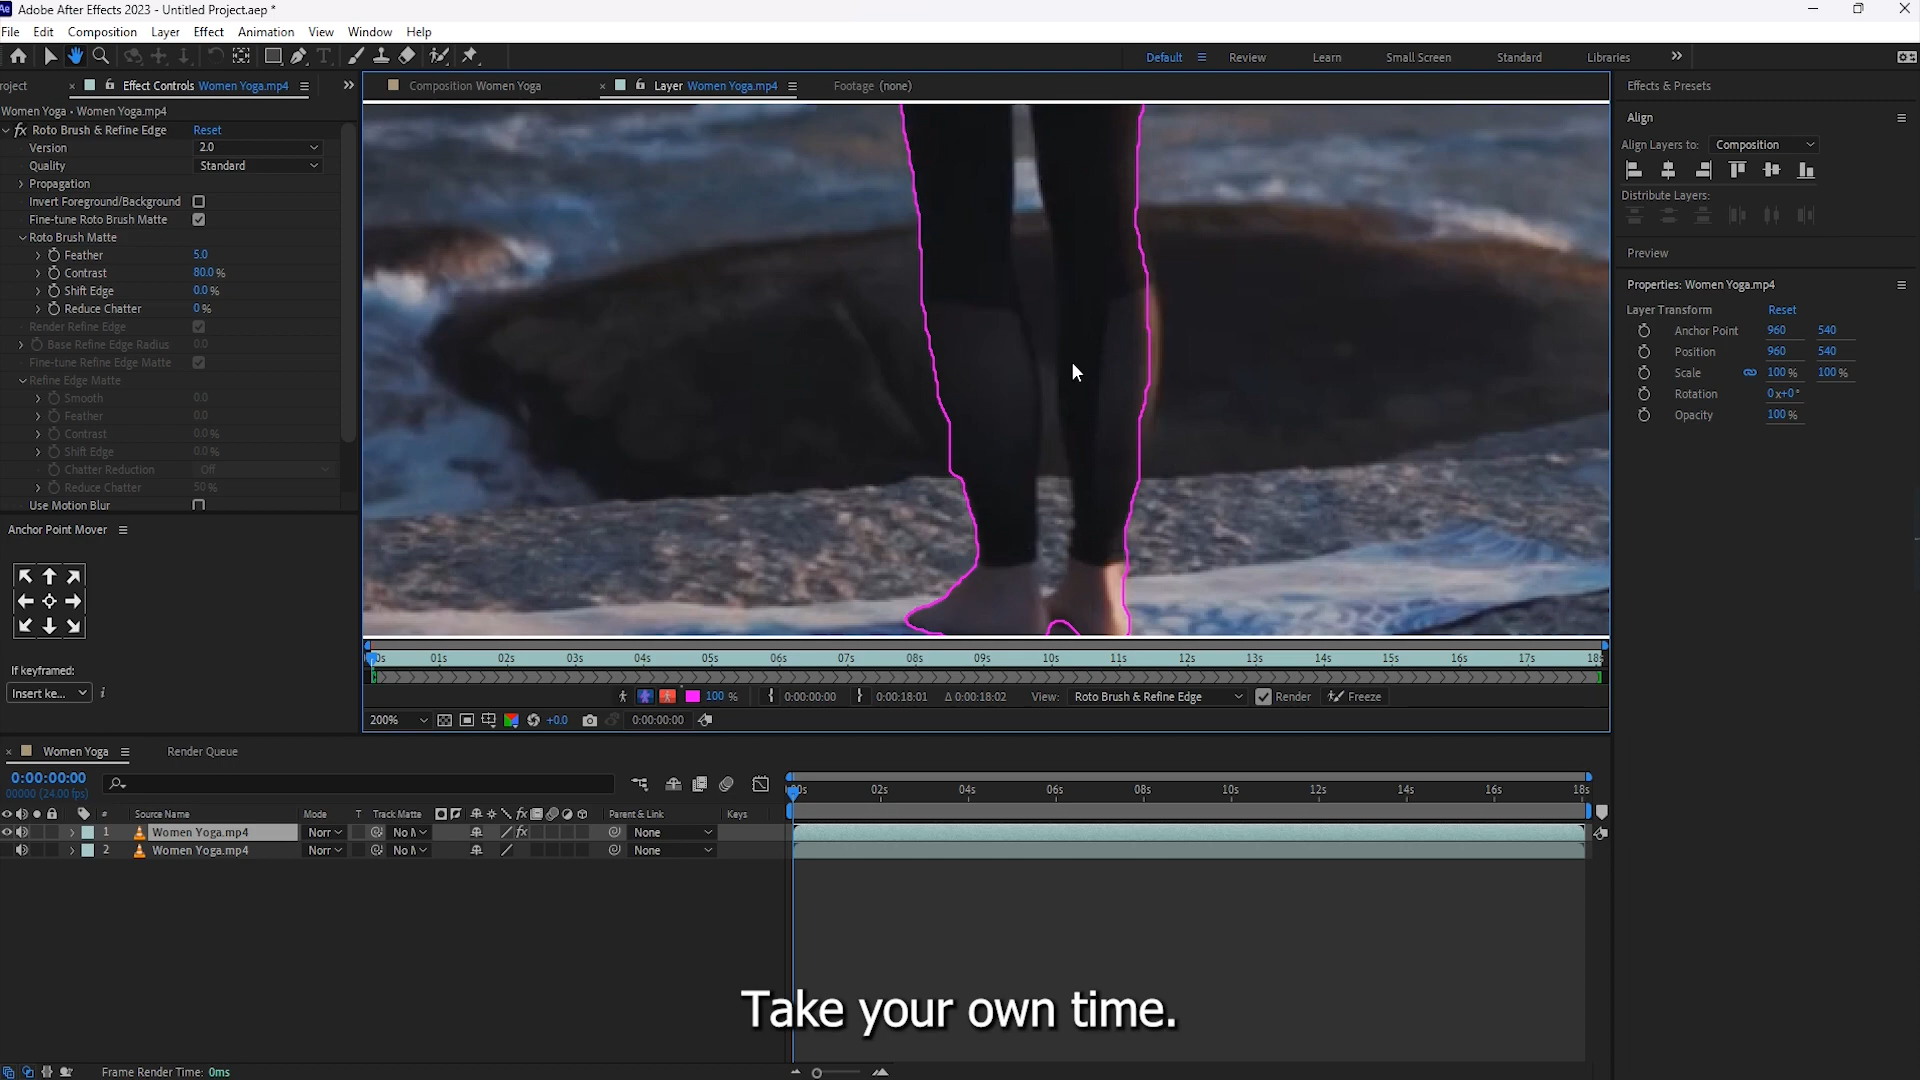 Adobe After Effects 2023 - Untitled Project.aep *
File Edit Composition Layer Effect Animation View Window Help
Default Review Learn Small Screen Standard Libraries
roject Effect Controls Women Yoga.mp4
Composition Women Yoga Layer Women Yoga.mp4 Footage (none)
Women Yoga • Women Yoga.mp4
fx Roto Brush & Refine Edge Reset
Version 2.0
Quality Standard
Propagation
Invert Foreground/Background
Fine-tune Roto Brush Matte
Roto Brush Matte
Feather 5.0
Contrast 80.0 %
Shift Edge 0.0 %
Reduce Chatter 0 %
Render Refine Edge
Base Refine Edge Radius 0.0
Fine-tune Refine Edge Matte
Refine Edge Matte
Smooth 0.0
Feather 0.0
Contrast 0.0 %
Shift Edge 0.0 %
Chatter Reduction Off
Reduce Chatter 50 %
Use Motion Blur
Anchor Point Mover
If keyframed:
Insert ke...
Effects & Presets
Align
Align Layers to: Composition
Distribute Layers:
Preview
Properties: Women Yoga.mp4
Layer Transform Reset
Anchor Point 960 540
Position 960 540
Scale 100 % 100 %
Rotation 0x+0°
Opacity 100 %
0s 01s 02s 03s 04s 05s 06s 07s 08s 09s 10s 11s 12s 13s 14s 15s 16s 17s 18s
100 % 0:00:00:00 0:00:18:01 Δ 0:00:18:02 View: Roto Brush & Refine Edge Render Freeze
200% +0.0 0:00:00:00
Women Yoga Render Queue
0:00:00:00
00000 (24.00 fps)
# Source Name Mode T Track Matte Parent & Link Keys
1 Women Yoga.mp4 Norr No M fx None
2 Women Yoga.mp4 Norr No M None
00s 02s 04s 06s 08s 10s 12s 14s 16s 18s
Take your own time.
Frame Render Time: 0ms